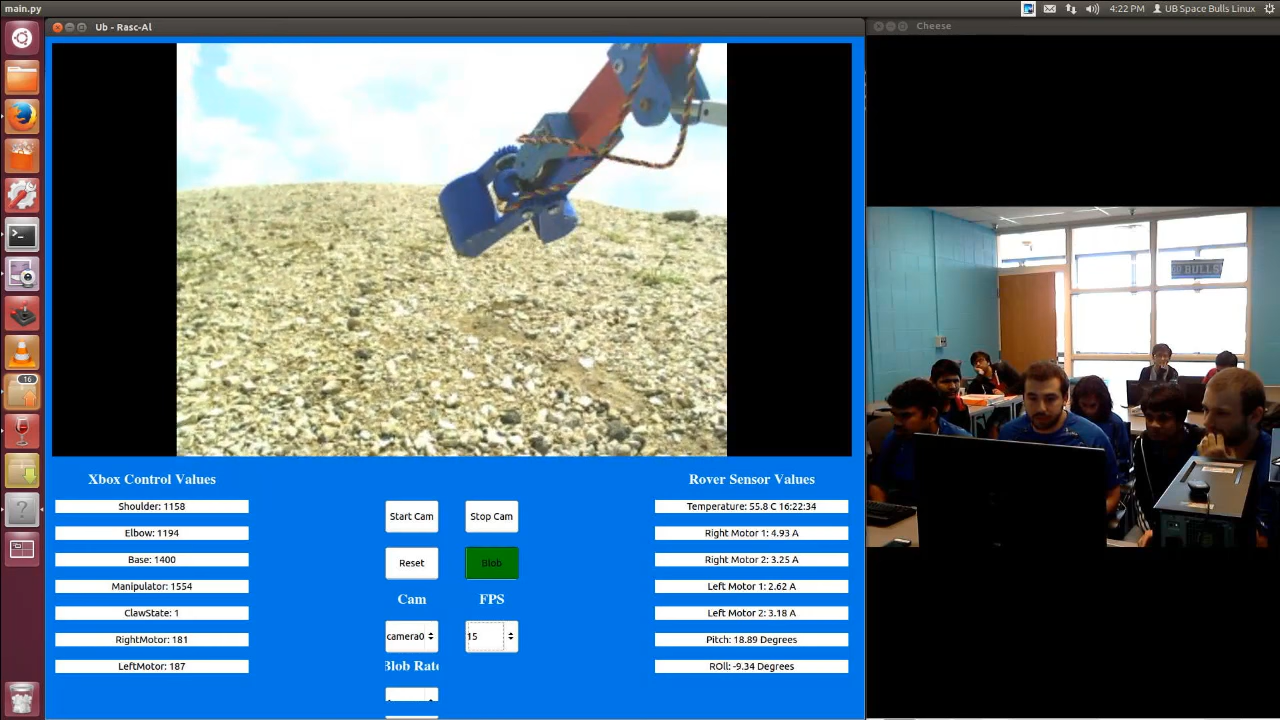 main.py
4:22 PM
UB Space Bulls Linux
Ub - Rasc-Al
Cheese
16
BULLS
Xbox Control Values
Shoulder: 1158
Elbow: 1194
Base: 1400
Manipulator: 1554
ClawState: 1
RightMotor: 181
LeftMotor: 187
Start Cam
Stop Cam
Reset
Blob
Cam
FPS
camera0
15
Blob Rate
Rover Sensor Values
Temperature: 55.8 C 16:22:34
Right Motor 1: 4.93 A
Right Motor 2: 3.25 A
Left Motor 1: 2.62 A
Left Motor 2: 3.18 A
Pitch: 18.89 Degrees
ROll: -9.34 Degrees